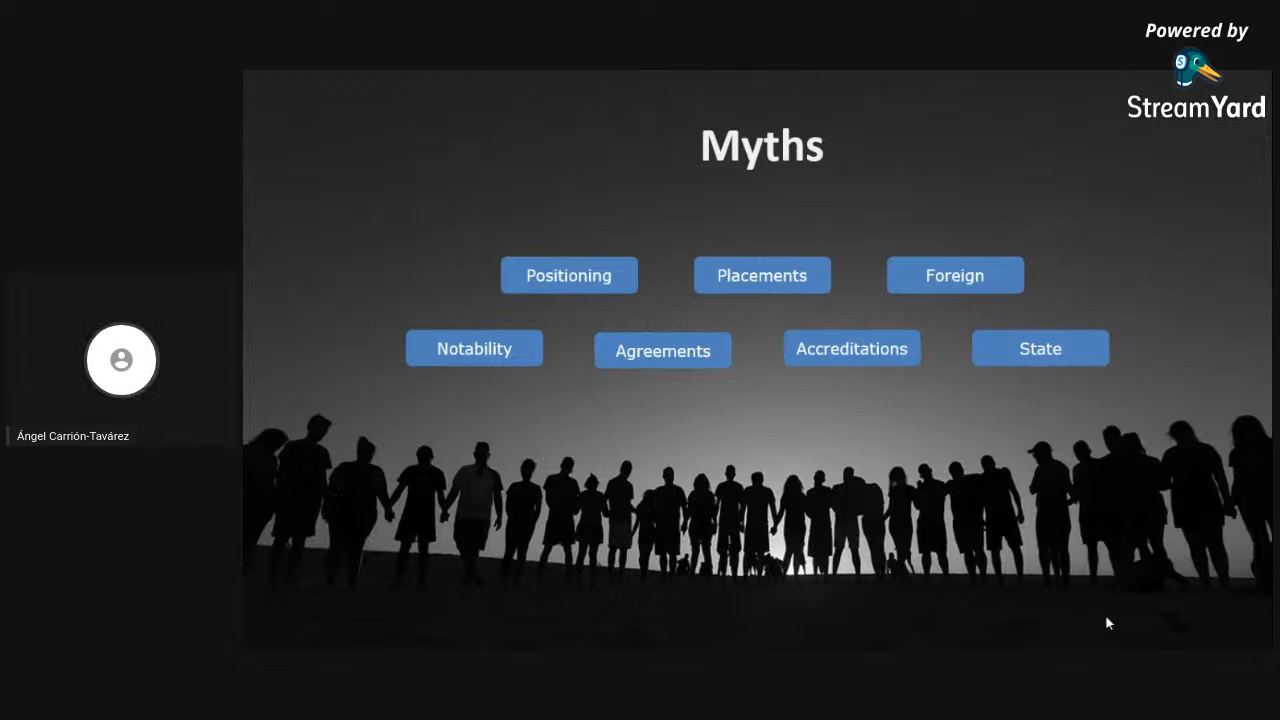 Powered by
StreamYard
Myths
Positioning Placements Foreign
Notability Agreements Accreditations State
Ángel Carrión-Tavárez